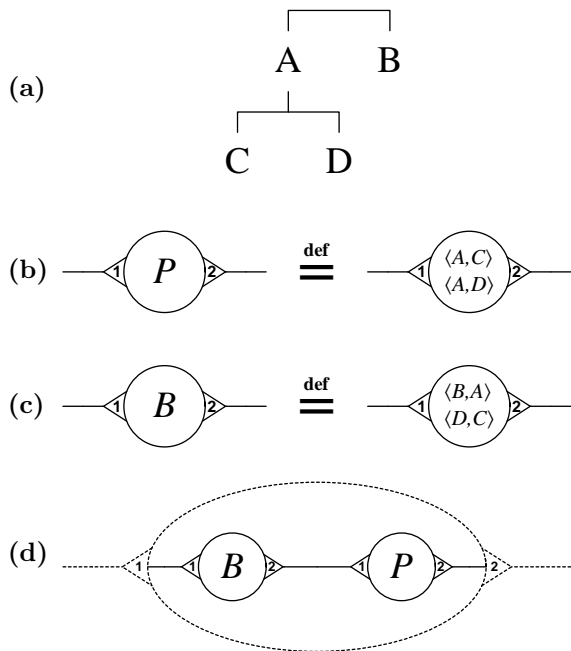 (a)
A B
C D
(b) 1 P 2 def = 1 ⟨A,C⟩ ⟨A,D⟩ 2
(c) 1 B 2 def = 1 ⟨B,A⟩ ⟨D,C⟩ 2
(d) 1 1 B 2 1 P 2 2